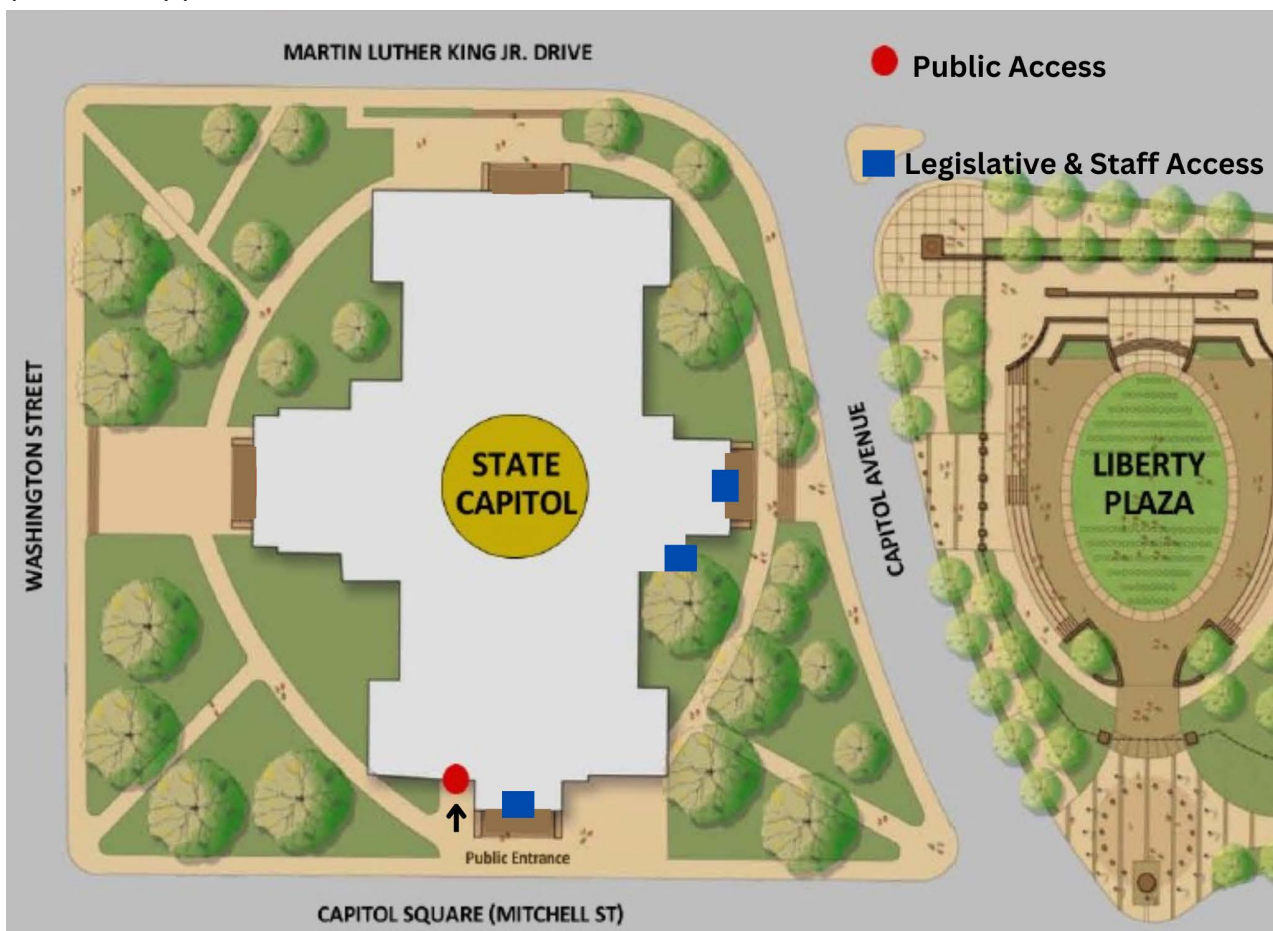 MARTIN LUTHER KING JR. DRIVE
Public Access
Legislative & Staff Access
WASHINGTON STREET
STATE
CAPITOL
CAPITOL AVENUE
LIBERTY
PLAZA
Public Entrance
CAPITOL SQUARE (MITCHELL ST)